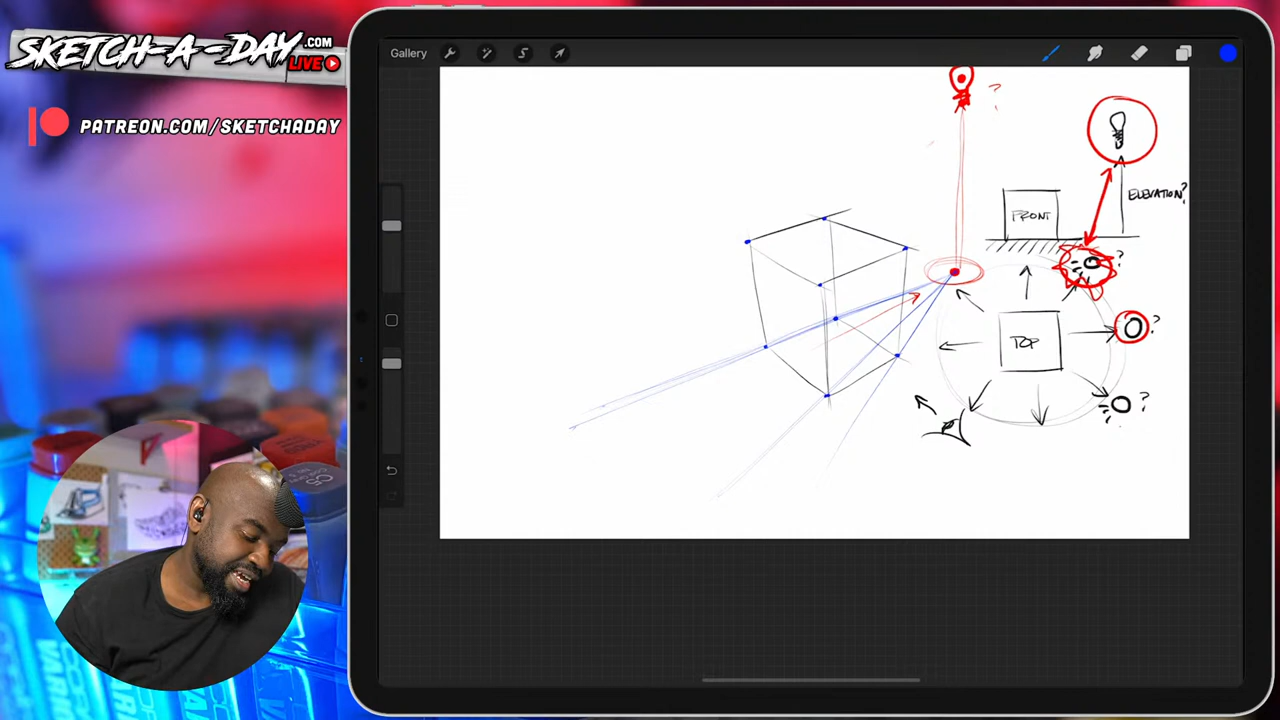 SKETCH-A-DAY.COM
LIVE
PATREON.COM/SKETCHADAY
Gallery
?
ELEVATION?
FRONT
?
TOP
?
?